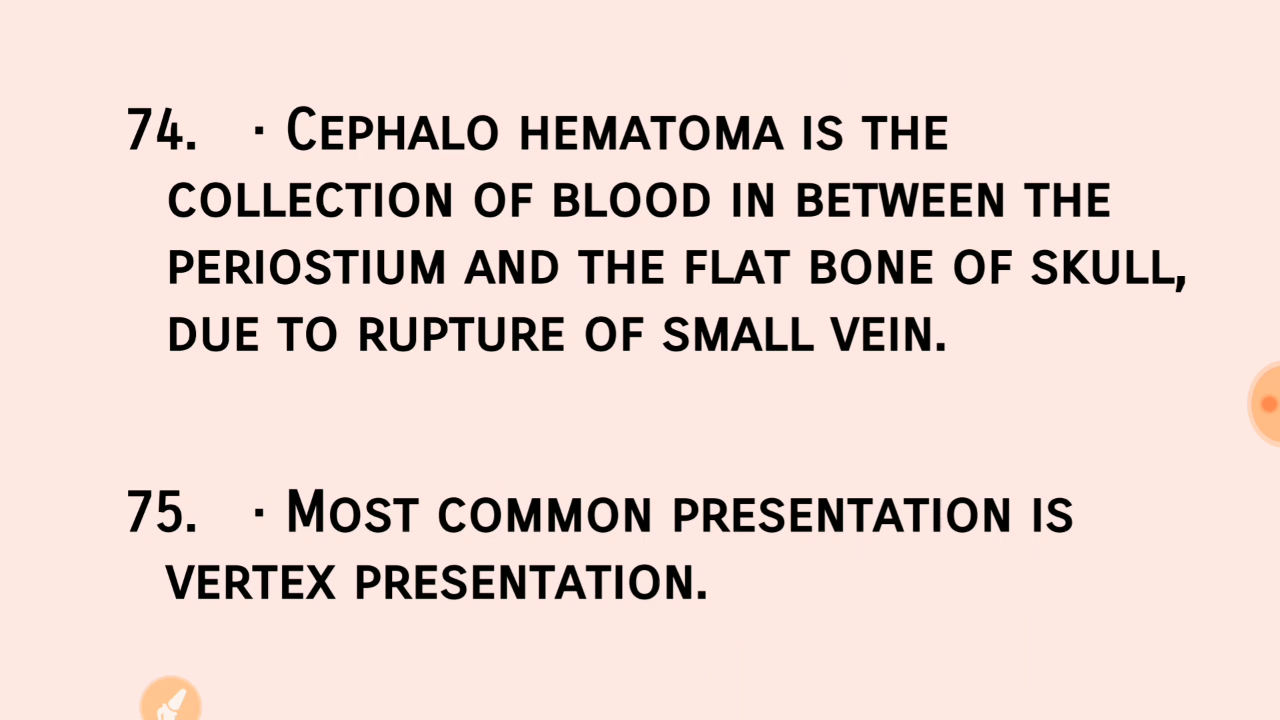 74. · Cephalo hematoma is the
collection of blood in between the
periostium and the flat bone of skull,
due to rupture of small vein.
75. · Most common presentation is
vertex presentation.